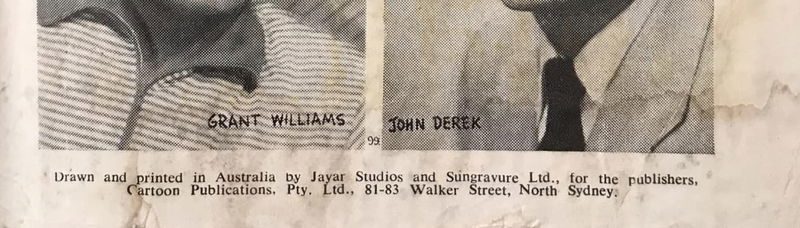 GRANT WILLIAMS
JOHN DEREK
99
Drawn and printed in Australia by Jayar Studios and Sungravure Ltd., for the publishers,
Cartoon Publications, Pty. Ltd., 81-83 Walker Street, North Sydney.